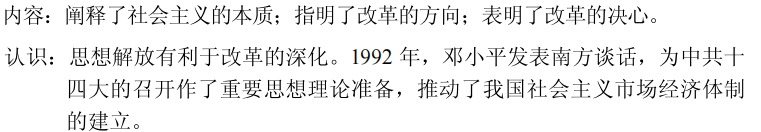 内容：阐释了社会主义的本质；指明了改革的方向；表明了改革的决心。
认识：思想解放有利于改革的深化。1992 年，邓小平发表南方谈话，为中共十
四大的召开作了重要思想理论准备，推动了我国社会主义市场经济体制
的建立。